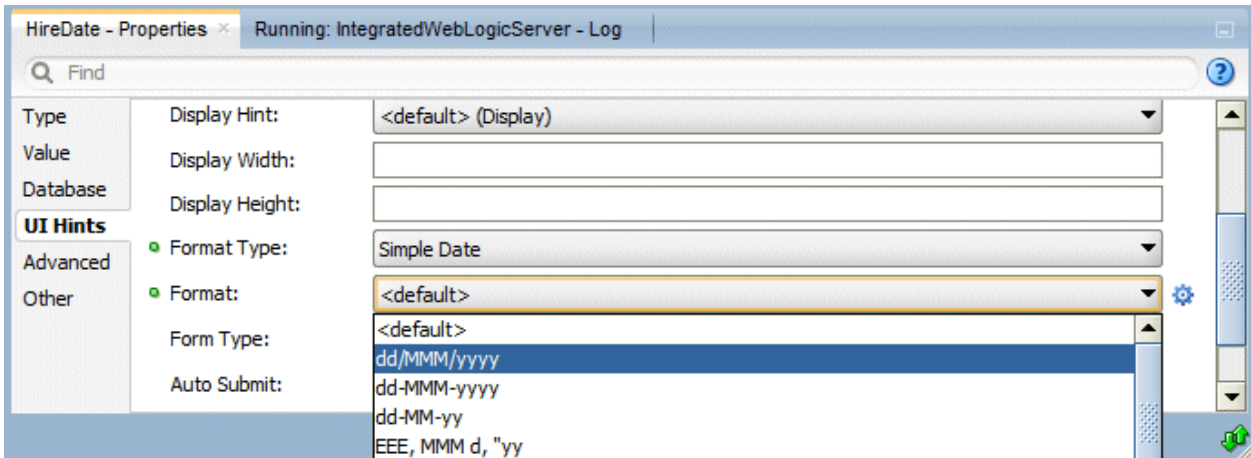 HireDate - Properties × Running: IntegratedWebLogicServer - Log
Find
Type
Value
Database
UI Hints
Advanced
Other
Display Hint: <default> (Display)
Display Width:
Display Height:
Format Type: Simple Date
Format: <default>
Form Type:
Auto Submit:
<default>
dd/MMM/yyyy
dd-MMM-yyyy
dd-MM-yy
EEE, MMM d, "yy